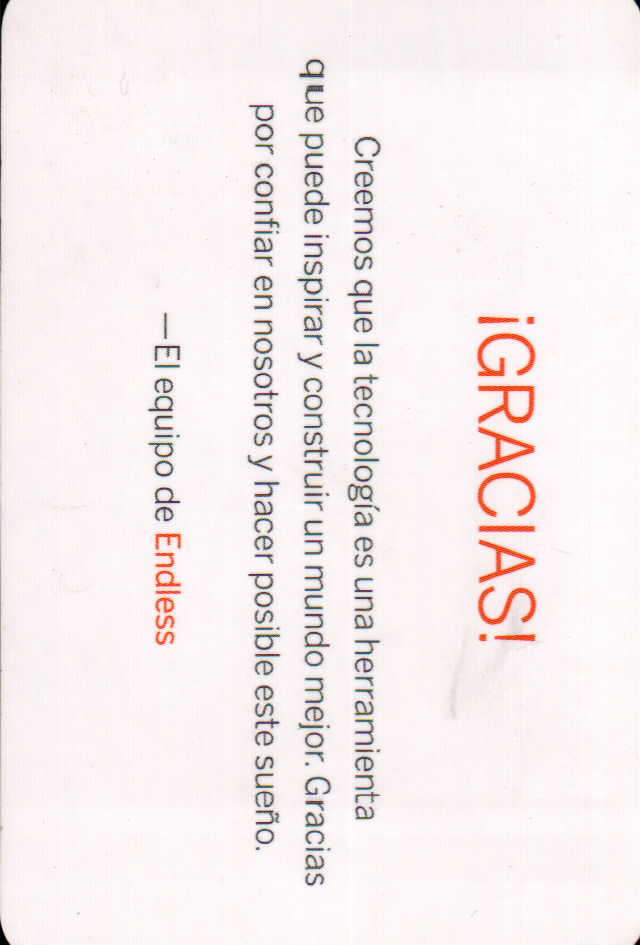 ¡GRACIAS!
Creemos que la tecnología es una herramienta
que puede inspirar y construir un mundo mejor. Gracias
por confiar en nosotros y hacer posible este sueño.
—El equipo de Endless